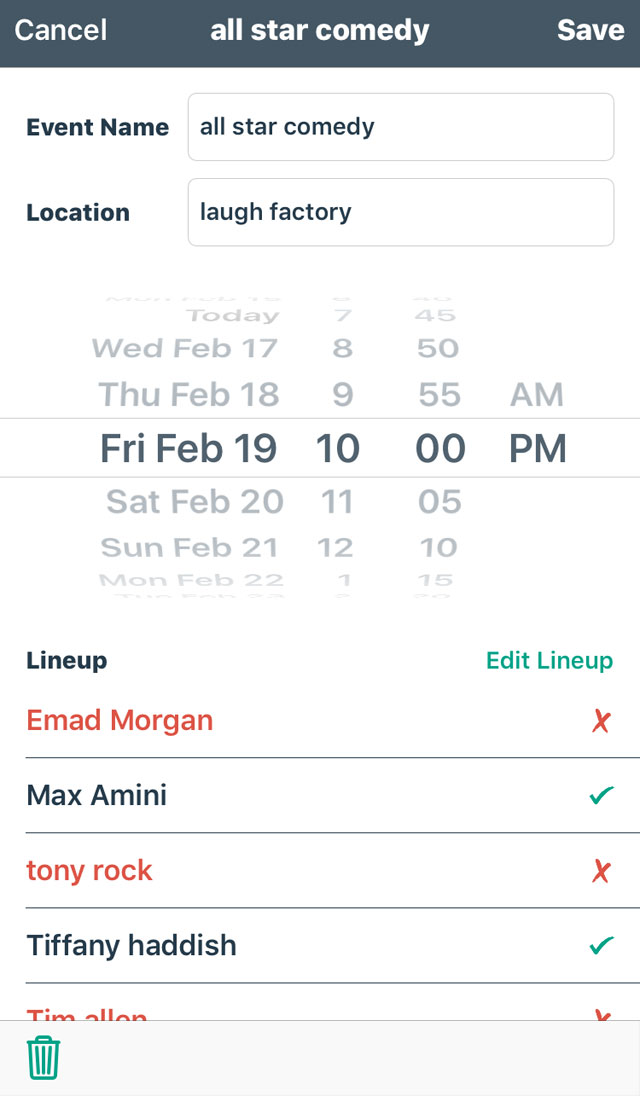 Cancel all star comedy Save
Event Name all star comedy
Location laugh factory
Today 7 45
Wed Feb 17 8 50
Thu Feb 18 9 55 AM
Fri Feb 19 10 00 PM
Sat Feb 20 11 05
Sun Feb 21 12 10
Mon Feb 22 1 15
Lineup Edit Lineup
Emad Morgan
Max Amini
tony rock
Tiffany haddish
Tim allen